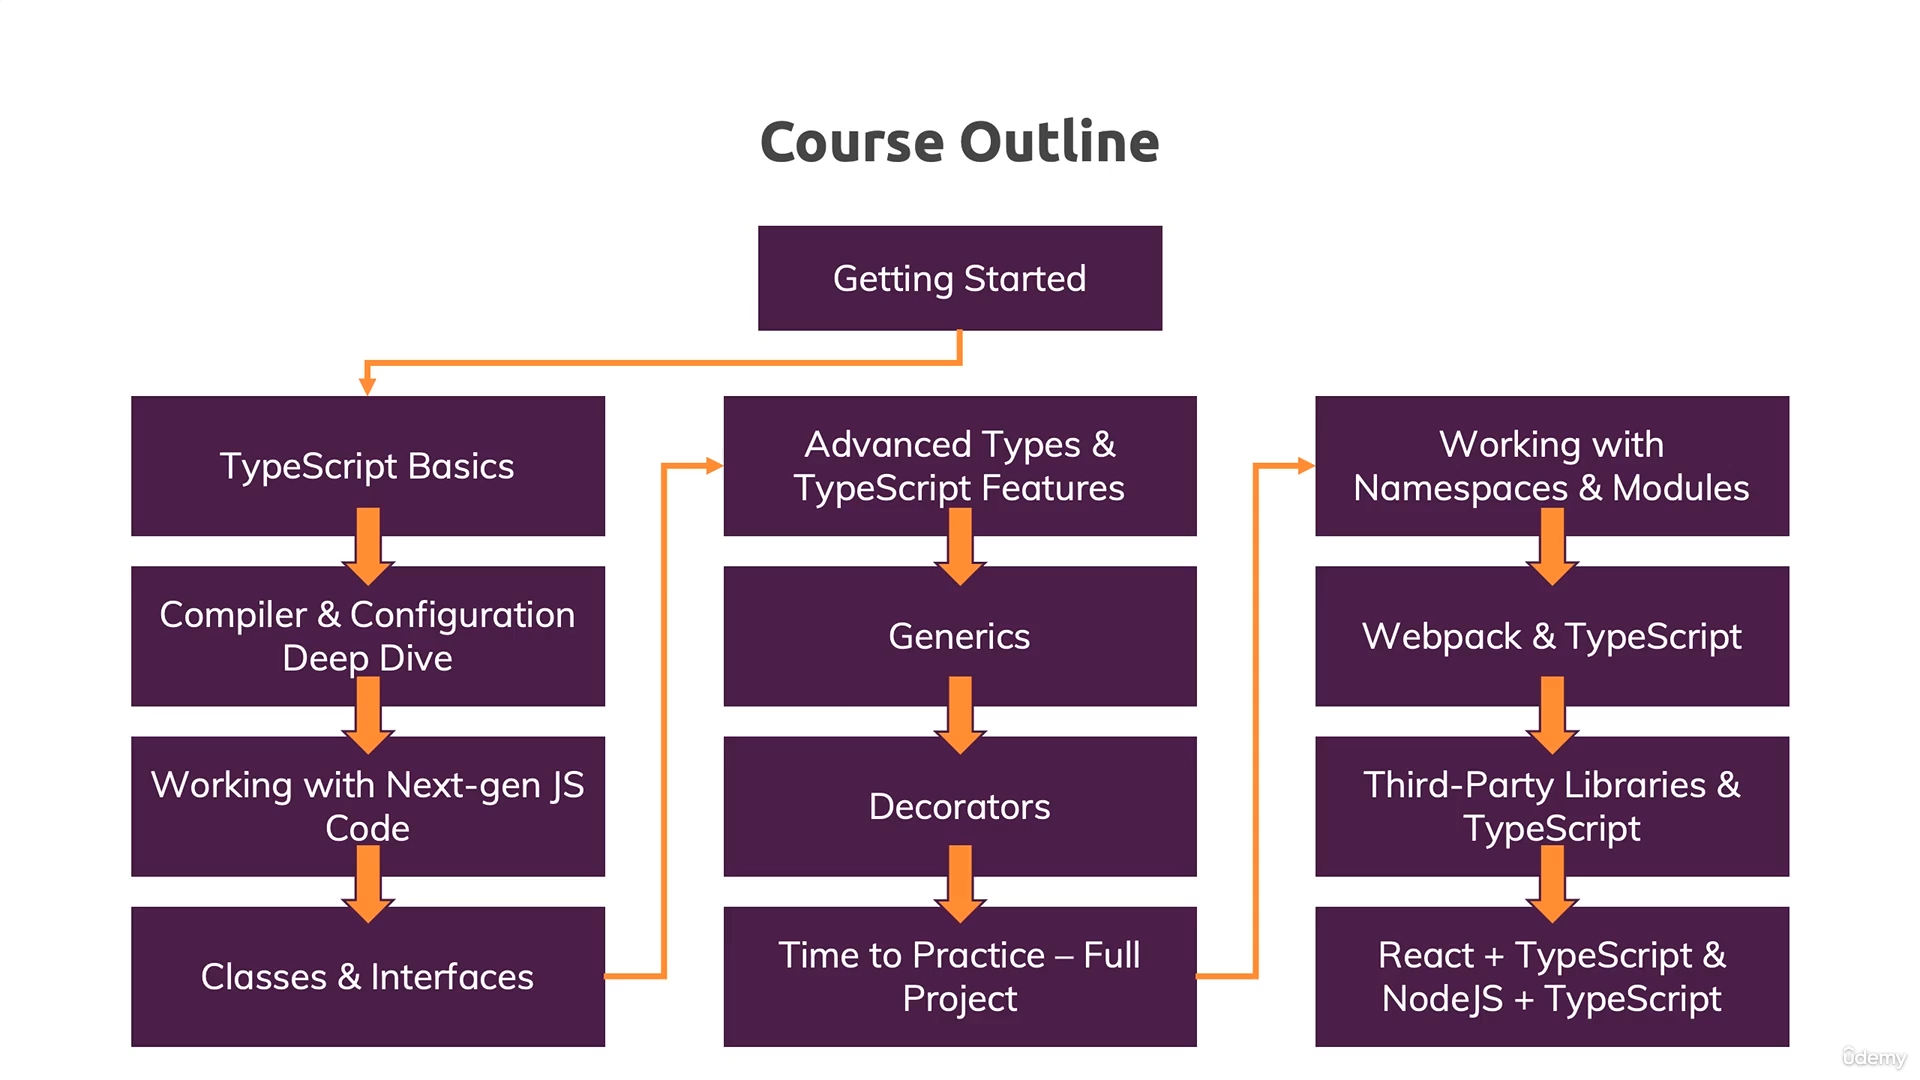 Course Outline
Getting Started
TypeScript Basics
Compiler & Configuration
Deep Dive
Working with Next-gen JS
Code
Classes & Interfaces
Advanced Types &
TypeScript Features
Generics
Decorators
Time to Practice – Full
Project
Working with
Namespaces & Modules
Webpack & TypeScript
Third-Party Libraries &
TypeScript
React + TypeScript &
NodeJS + TypeScript
ûdemy